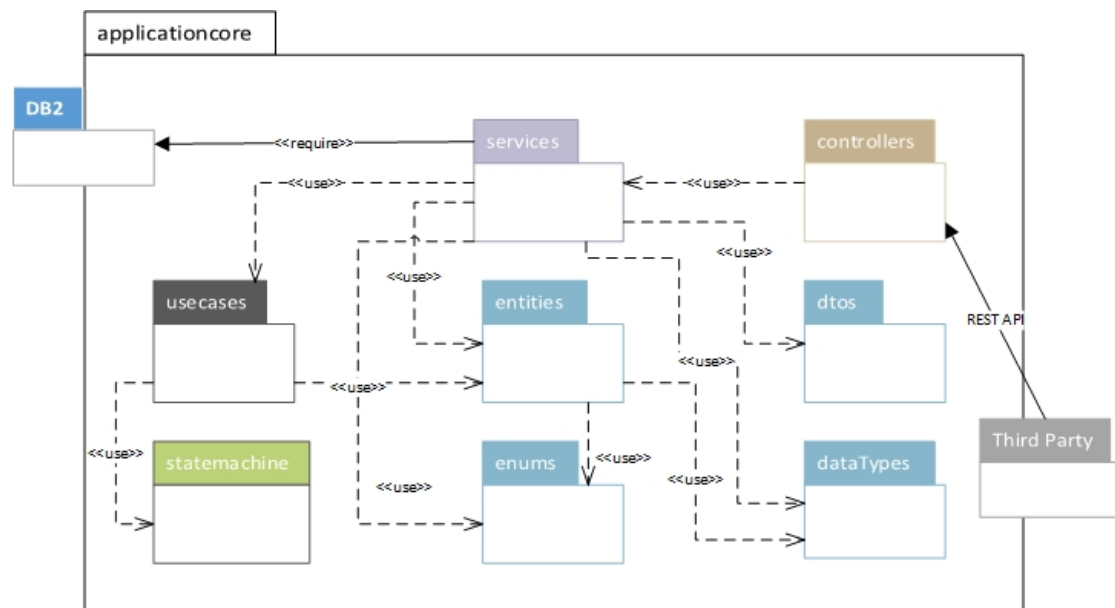 applicationcore
DB2
services
controllers
<<require>>
<<use>>
<<use>>
<<use>>
<<use>>
usecases
entities
dtos
REST API
<<use>>
<<use>>
Third Party
<<use>>
statemachine
enums
<<use>>
dataTypes
<<use>>
<<use>>